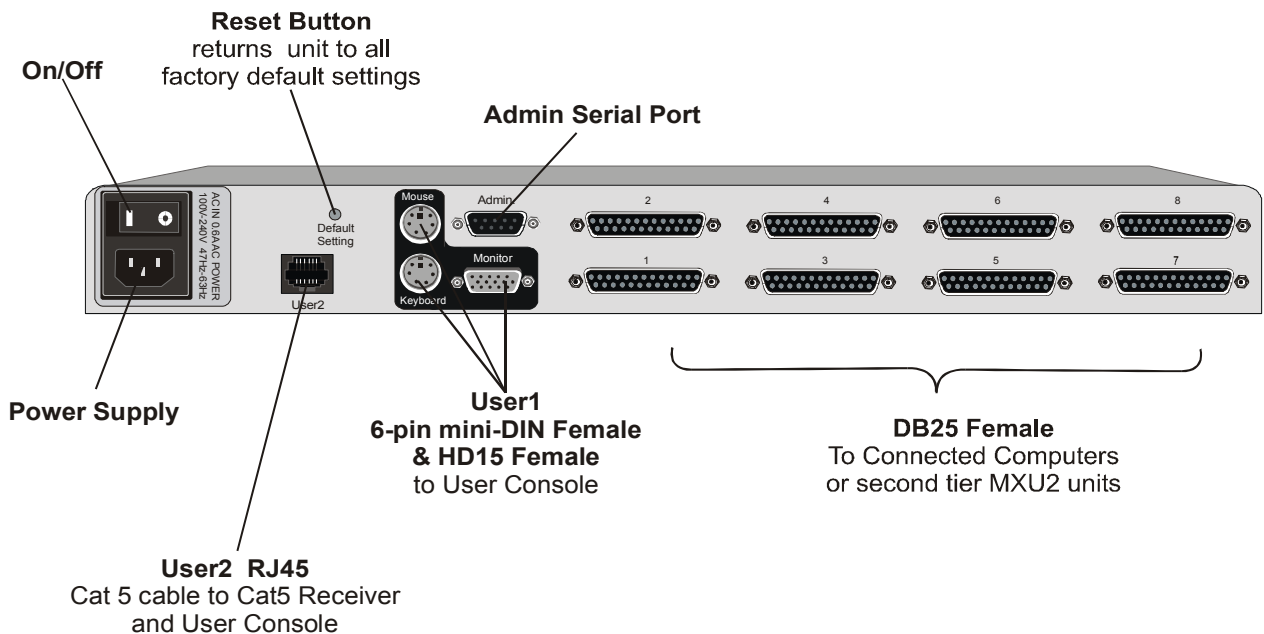 Reset Button
returns unit to all
factory default settings
On/Off
Admin Serial Port
AC IN 0.6A AC POWER
100V-240V 47Hz-63Hz
Default
Setting
User2
Mouse
Keyboard
Admin.
Monitor
2
4
6
8
1
3
5
7
Power Supply
User1
6-pin mini-DIN Female
& HD15 Female
to User Console
DB25 Female
To Connected Computers
or second tier MXU2 units
User2 RJ45
Cat 5 cable to Cat5 Receiver
and User Console